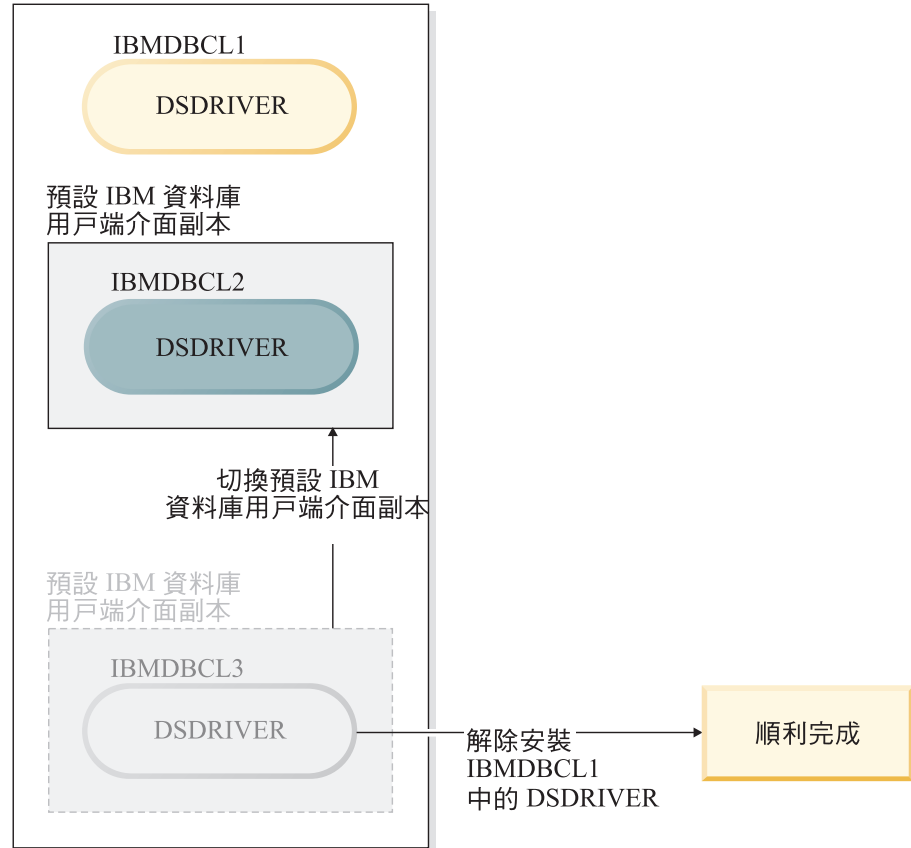 IBMDBCL1
DSDRIVER
預設 IBM 資料庫
用戶端介面副本
IBMDBCL2
DSDRIVER
切換預設 IBM
資料庫用戶端介面副本
預設 IBM 資料庫
用戶端介面副本
IBMDBCL3
DSDRIVER
解除安裝
IBMDBCL1
中的 DSDRIVER
順利完成